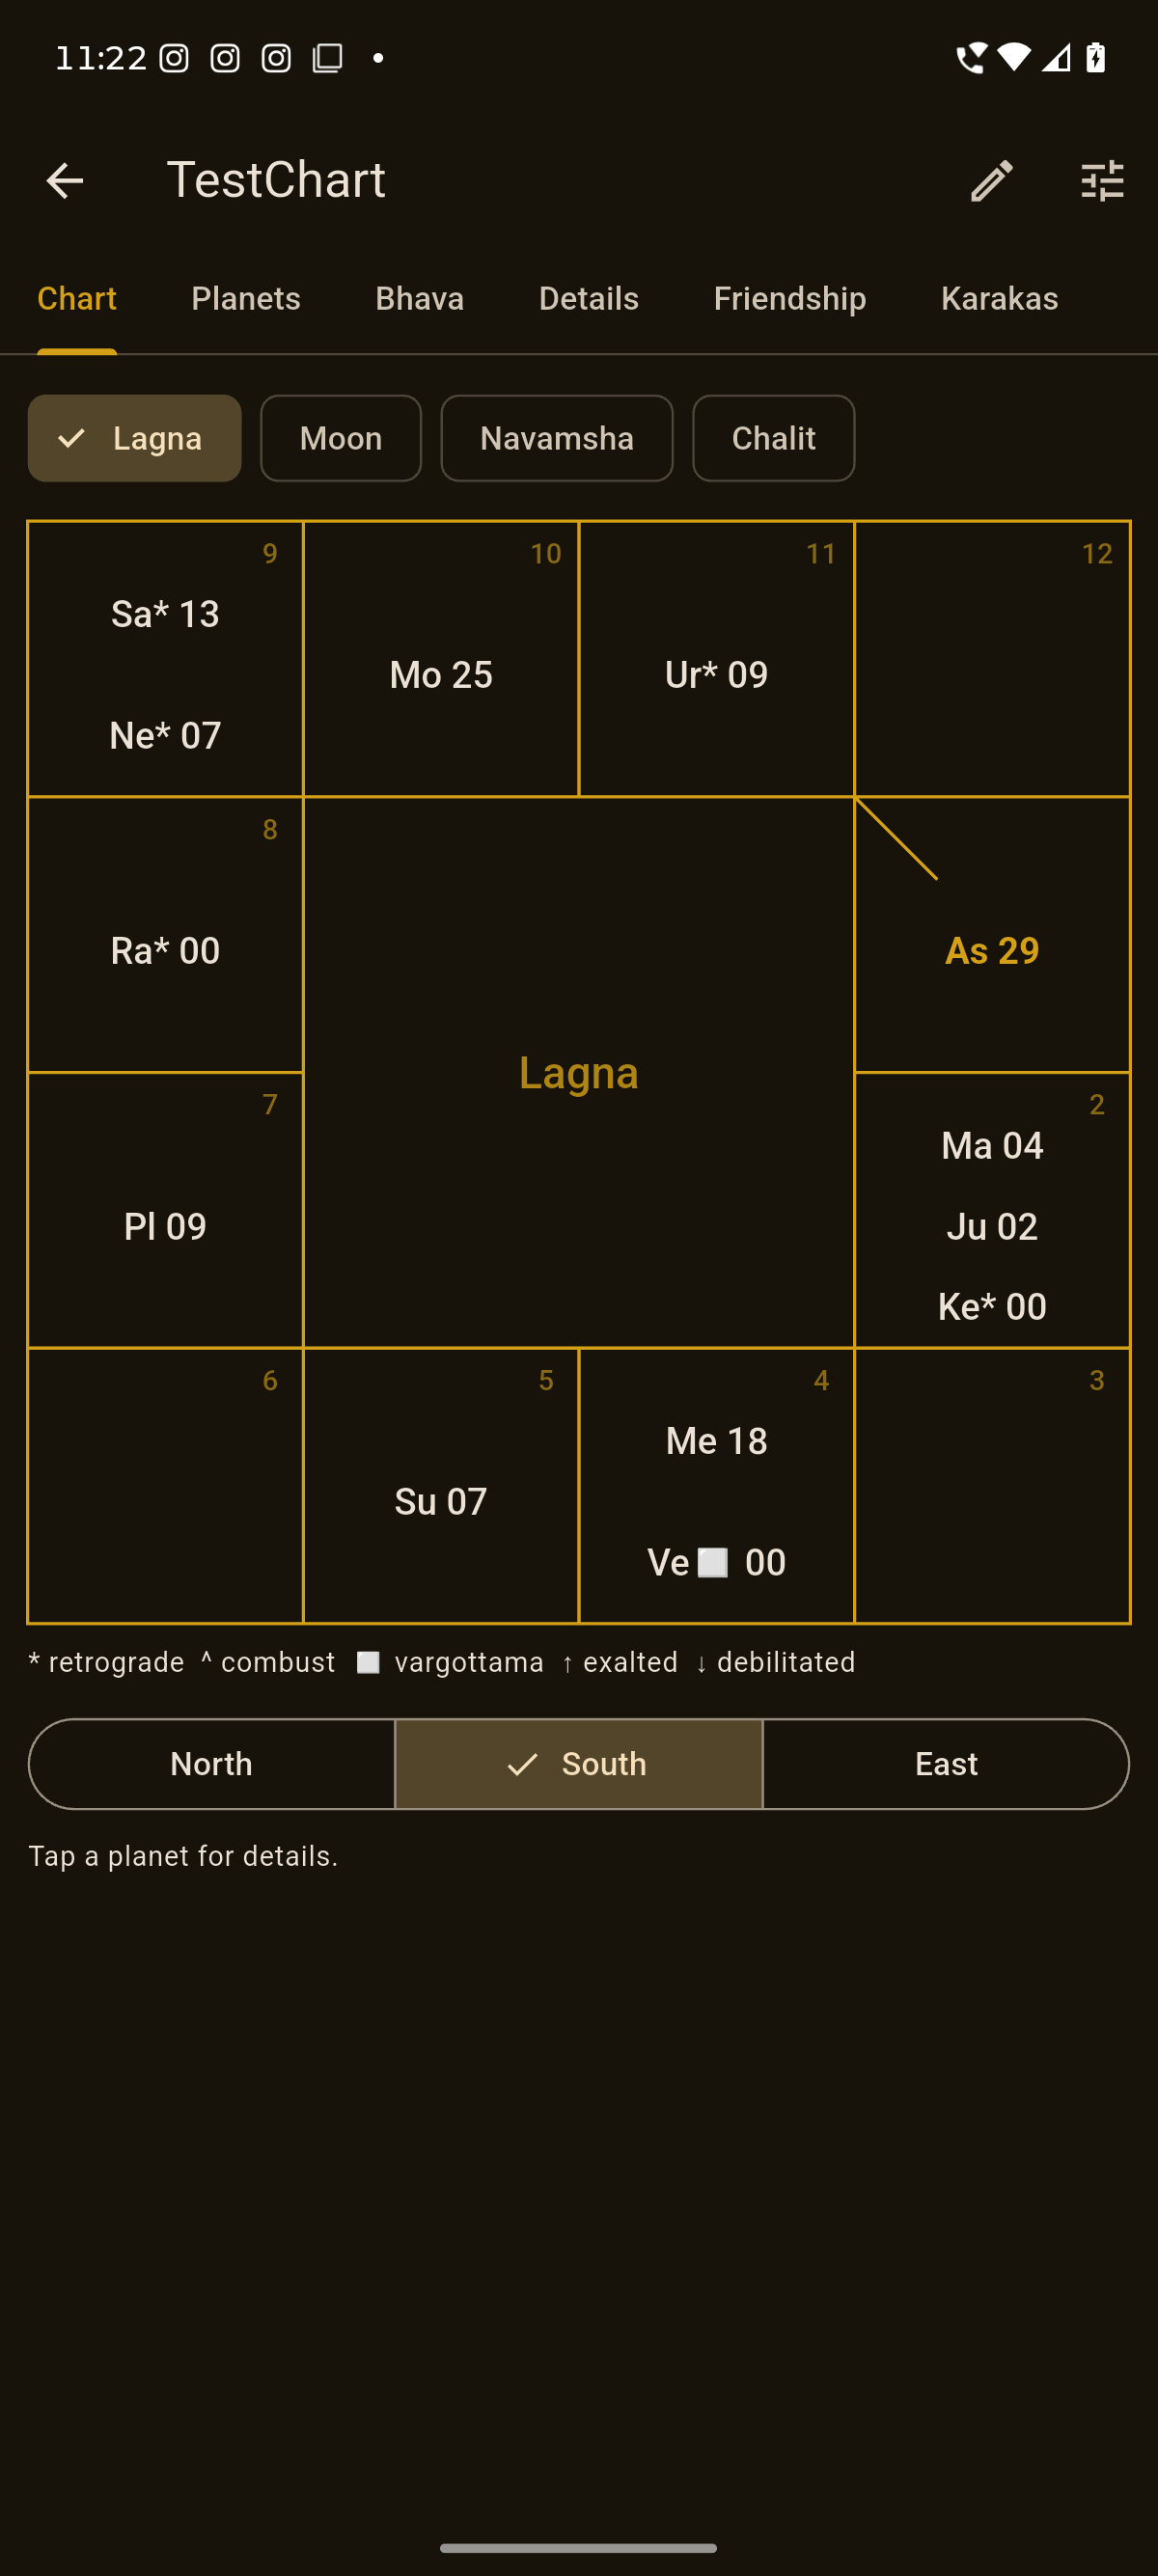 11:22
TestChart
Chart Planets Bhava Details Friendship Karakas
Lagna Moon Navamsha Chalit
9 10 11 12
Sa* 13
Mo 25 Ur* 09
Ne* 07
8
Ra* 00 As 29
Lagna
7 2
Ma 04
Pl 09 Ju 02
Ke* 00
6 5 4 3
Me 18
Su 07
Ve⬜ 00
* retrograde ^ combust ⬜ vargottama ↑ exalted ↓ debilitated
North South East
Tap a planet for details.